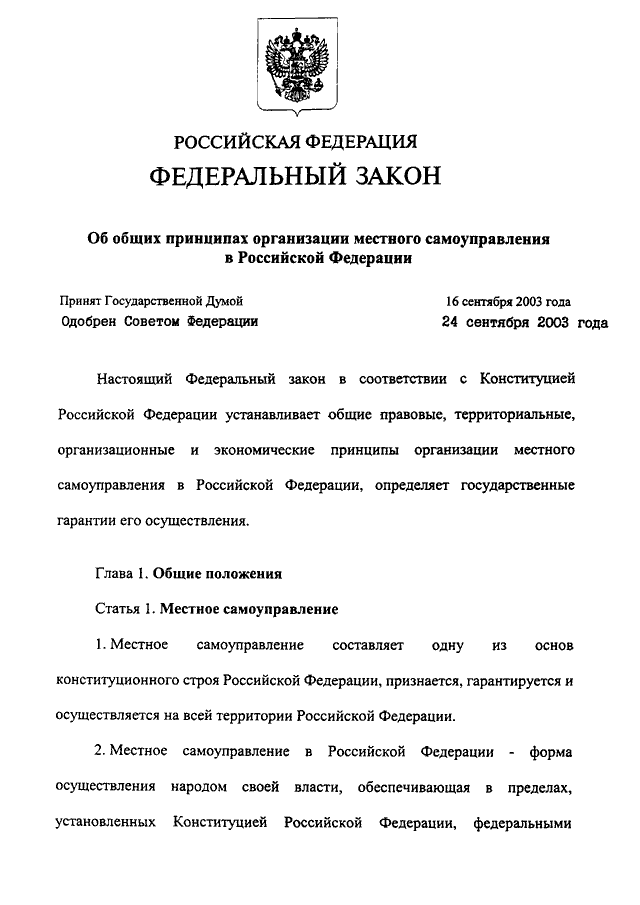 РОССИЙСКАЯ ФЕДЕРАЦИЯ
ФЕДЕРАЛЬНЫЙ ЗАКОН
Об общих принципах организации местного самоуправления
в Российской Федерации
Принят Государственной Думой 16 сентября 2003 года
Одобрен Советом Федерации 24 сентября 2003 года
Настоящий Федеральный закон в соответствии с Конституцией
Российской Федерации устанавливает общие правовые, территориальные,
организационные и экономические принципы организации местного
самоуправления в Российской Федерации, определяет государственные
гарантии его осуществления.
Глава 1. Общие положения
Статья 1. Местное самоуправление
1. Местное самоуправление составляет одну из основ
конституционного строя Российской Федерации, признается, гарантируется и
осуществляется на всей территории Российской Федерации.
2. Местное самоуправление в Российской Федерации - форма
осуществления народом своей власти, обеспечивающая в пределах,
установленных Конституцией Российской Федерации, федеральными